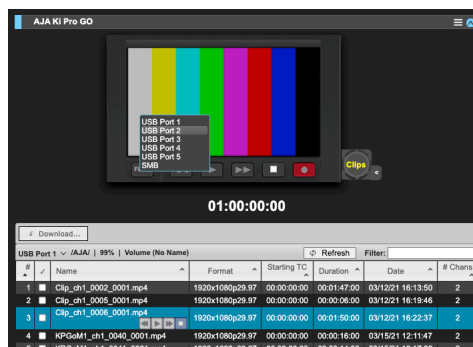 AJA Ki Pro GO
USB Port 1
USB Port 2
USB Port 3
USB Port 4
USB Port 5
SMB
Clips
<
01:00:00:00
Download...
USB Port 1 /AJA/ | 99% | Volume (No Name) Refresh Filter:
# ✓ Name Format Starting TC Duration Date # Chans
1 Clip_ch1_0002_0001.mp4 1920x1080p29.97 00:00:00:00 00:01:47:00 03/12/21 16:13:50 2
2 Clip_ch1_0005_0001.mp4 1920x1080p29.97 00:00:00:00 00:00:06:00 03/12/21 16:19:46 2
3 Clip_ch1_0006_0001.mp4 1920x1080p29.97 00:00:00:00 00:01:50:00 03/12/21 16:22:37 2
4 KPGoM1_ch1_0040_0001.mp4 1920x1080p29.97 00:00:00:00 00:00:16:00 03/15/21 12:11:47 2